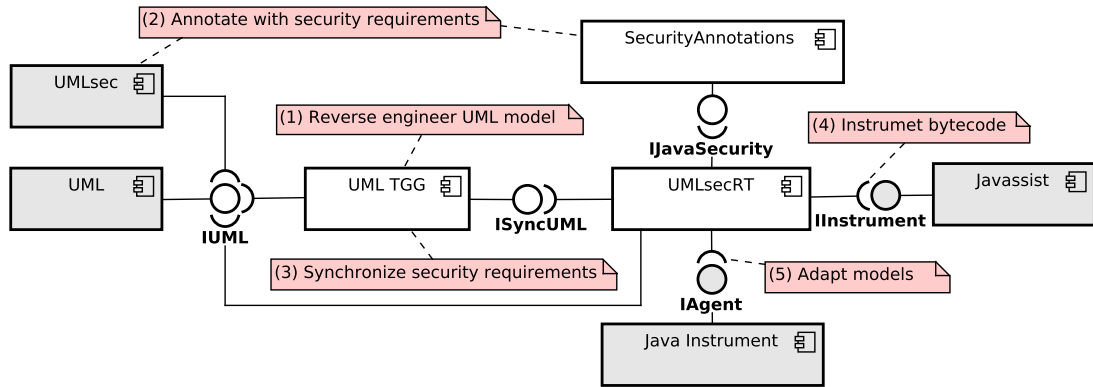 (2) Annotate with security requirements
SecurityAnnotations
UMLsec
(1) Reverse engineer UML model
(4) Instrumet bytecode
IJavaSecurity
UML
UML TGG
UMLsecRT
Javassist
IUML
ISyncUML
IInstrument
(3) Synchronize security requirements
(5) Adapt models
IAgent
Java Instrument